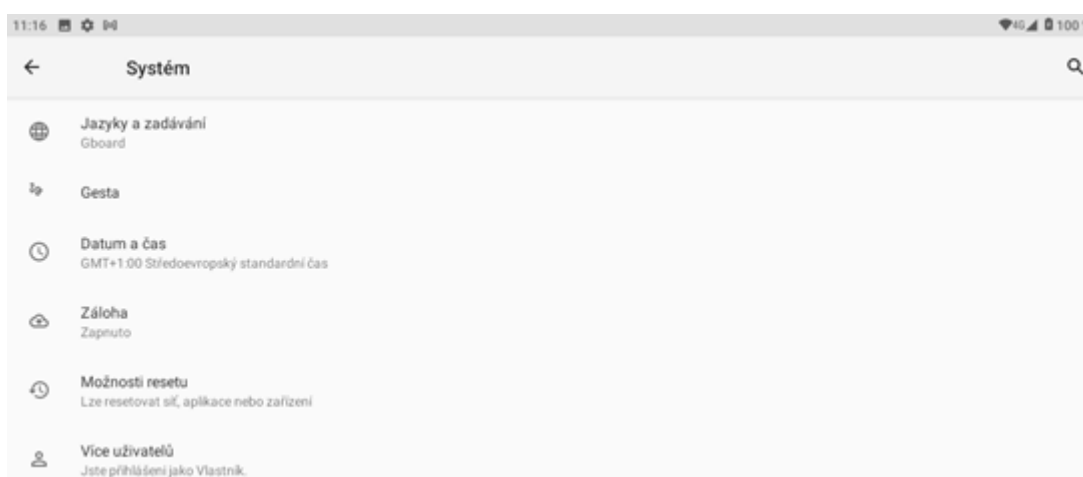 11:16 4G 100
Systém
Jazyky a zadávání
Gboard
Gesta
Datum a čas
GMT+1:00 Středoevropský standardní čas
Záloha
Zapnuto
Možnosti resetu
Lze resetovat síť, aplikace nebo zařízení
Více uživatelů
Jste přihlášeni jako Vlastník.